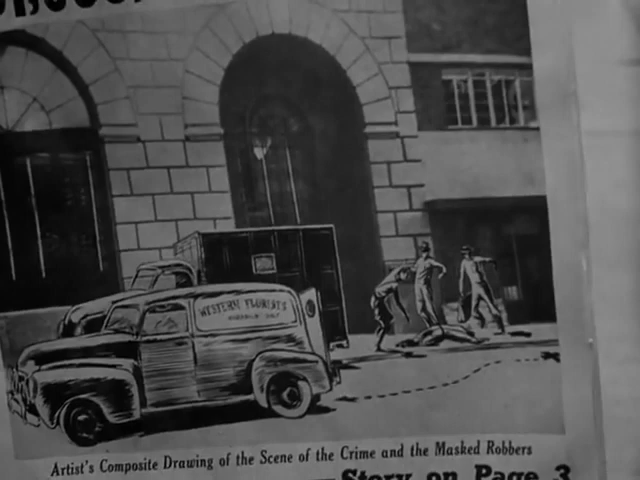 WESTERN FLORISTS
Artist's Composite Drawing of the Scene of the Crime and the Masked Robbers
Story on Page 3